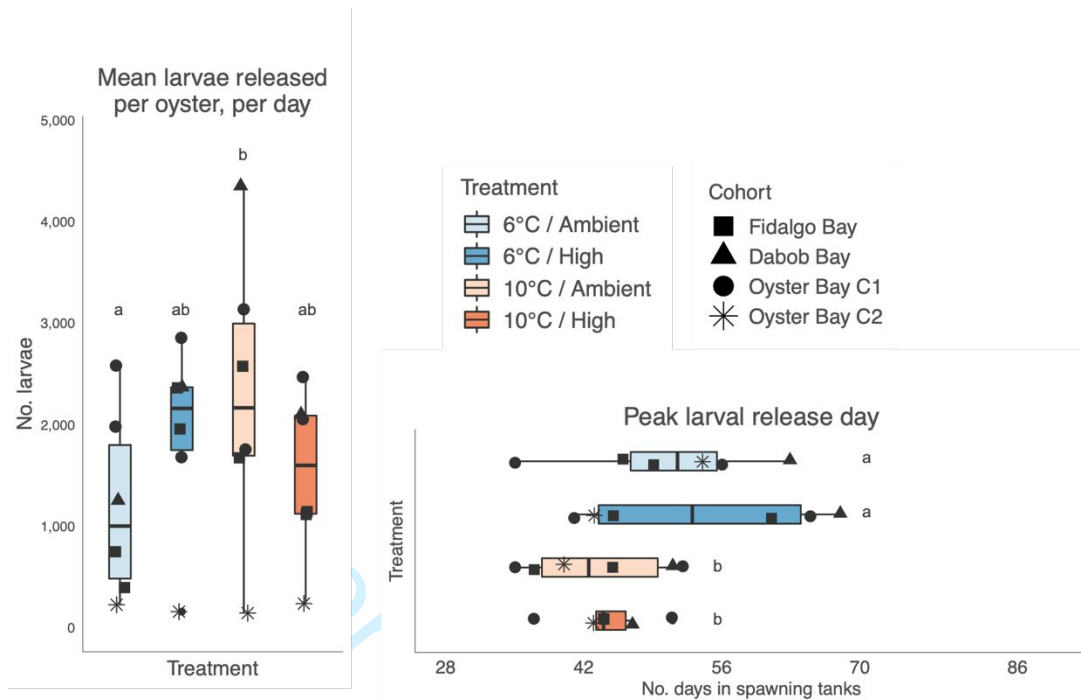 Mean larvae released
per oyster, per day
5,000
4,000
3,000
2,000
1,000
0
No. larvae
a
ab
b
ab
Treatment
Treatment
6°C / Ambient
6°C / High
10°C / Ambient
10°C / High
Cohort
Fidalgo Bay
Dabob Bay
Oyster Bay C1
Oyster Bay C2
Peak larval release day
Treatment
a
a
b
b
28 42 56 70 86
No. days in spawning tanks